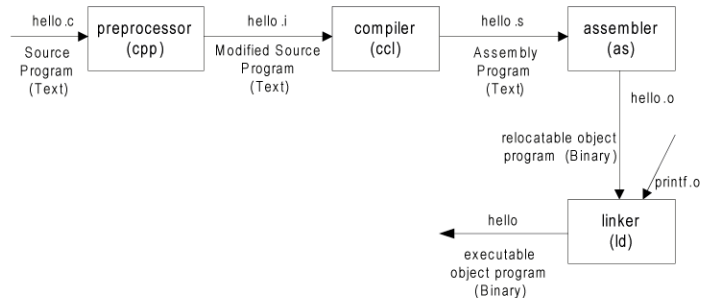 hello.c
preprocessor
(cpp)
Source
Program
(Text)
hello.i
Modified Source
Program
(Text)
compiler
(ccl)
hello.s
Assembly
Program
(Text)
assembler
(as)
hello.o
relocatable object
program (Binary)
printf.o
linker
(ld)
hello
executable
object program
(Binary)